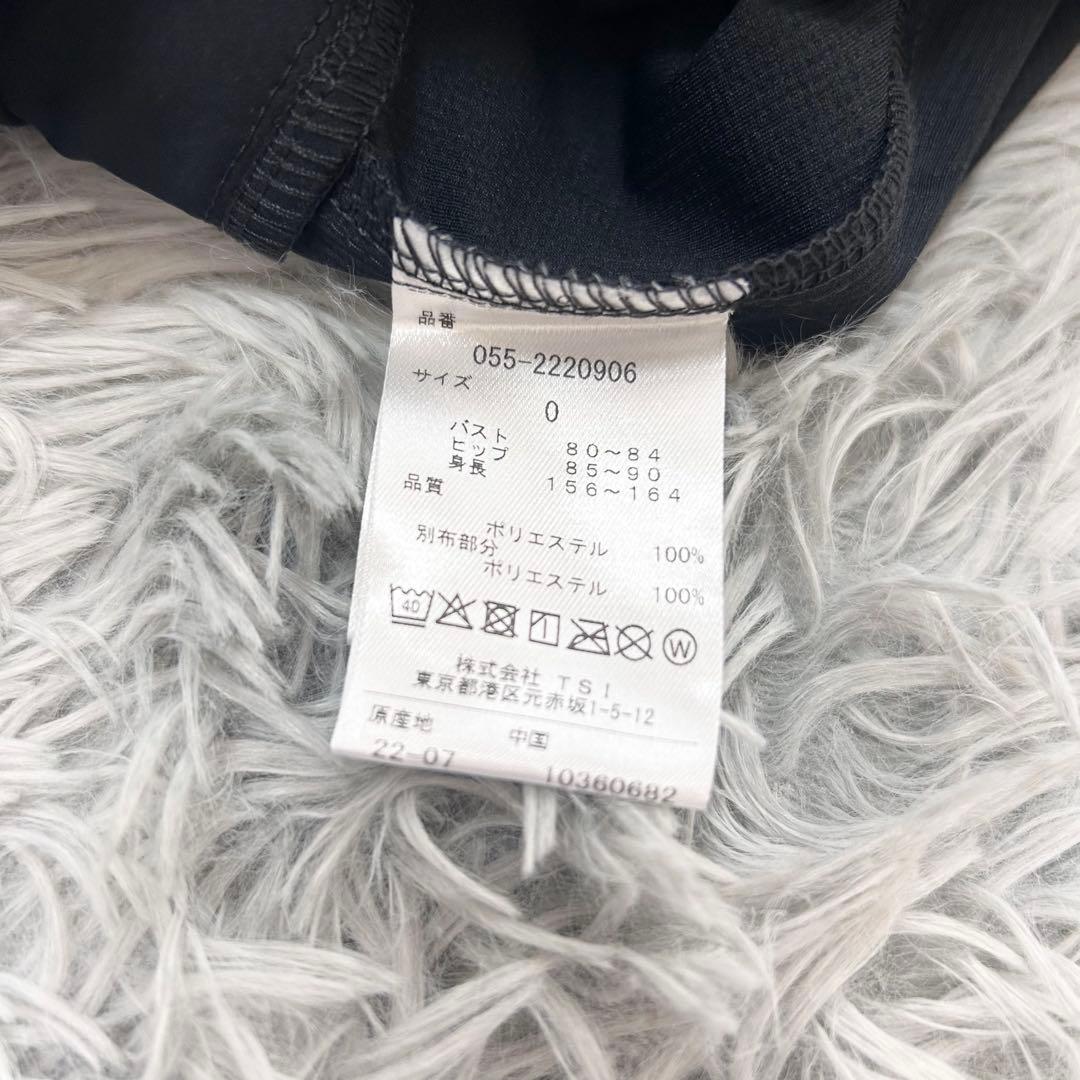 品番
055-2220906
サイズ
0
バスト 80～84
ヒップ 85～90
身長 156～164
品質
ポリエステル 100%
別布部分
ポリエステル 100%
40
W
株式会社 TSI
東京都港区元赤坂1-5-12
原産地 中国
22-07 10360682